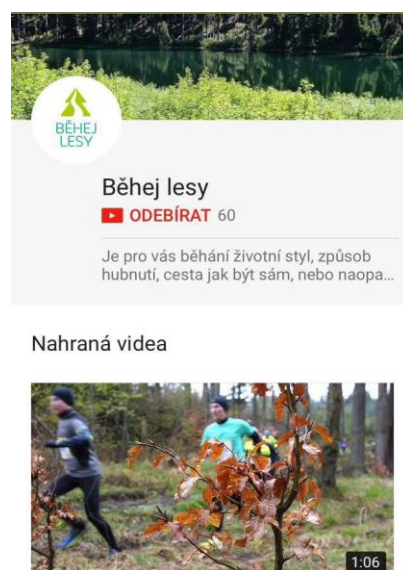 BĚHEJ
LESY
Běhej lesy
ODEBÍRAT 60
Je pro vás běhání životní styl, způsob
hubnutí, cesta jak být sám, nebo naopa...
Nahraná videa
1:06